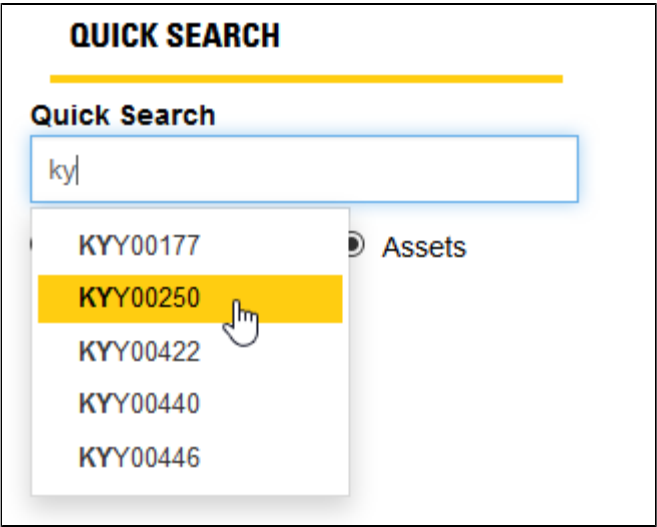 QUICK SEARCH
Quick Search
ky
Assets
KYY00177
KYY00250
KYY00422
KYY00440
KYY00446